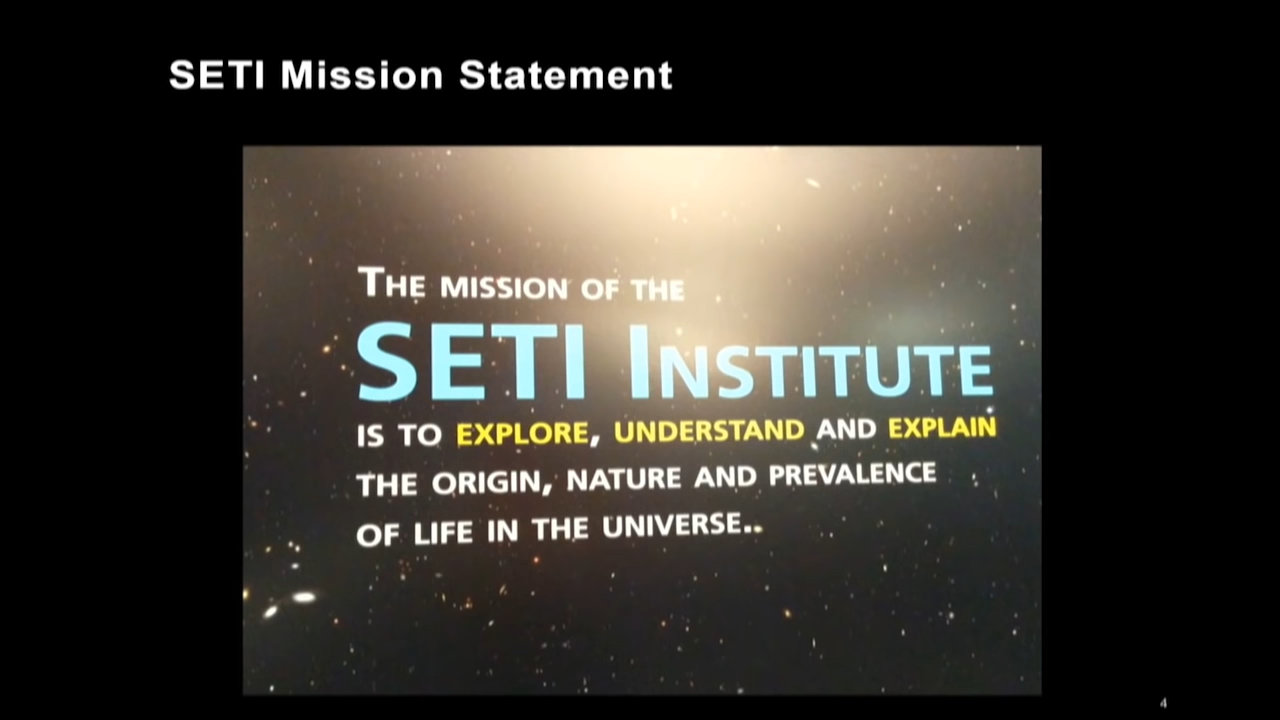 SETI Mission Statement
The mission of the
SETI Institute
is to explore, understand and explain
the origin, nature and prevalence
of life in the universe..
4